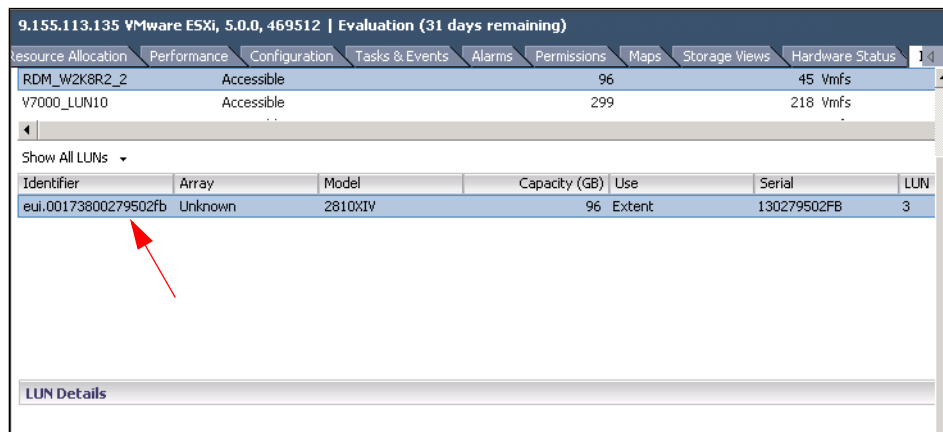 9.155.113.135 VMware ESXi, 5.0.0, 469512 | Evaluation (31 days remaining)
Resource Allocation Performance Configuration Tasks & Events Alarms Permissions Maps Storage Views Hardware Status
RDM_W2K8R2_2 Accessible 96 45 Vmfs
V7000_LUN10 Accessible 299 218 Vmfs
Show All LUNs
Identifier Array Model Capacity (GB) Use Serial LUN
eui.00173800279502fb Unknown 2810XIV 96 Extent 130279502FB 3
LUN Details